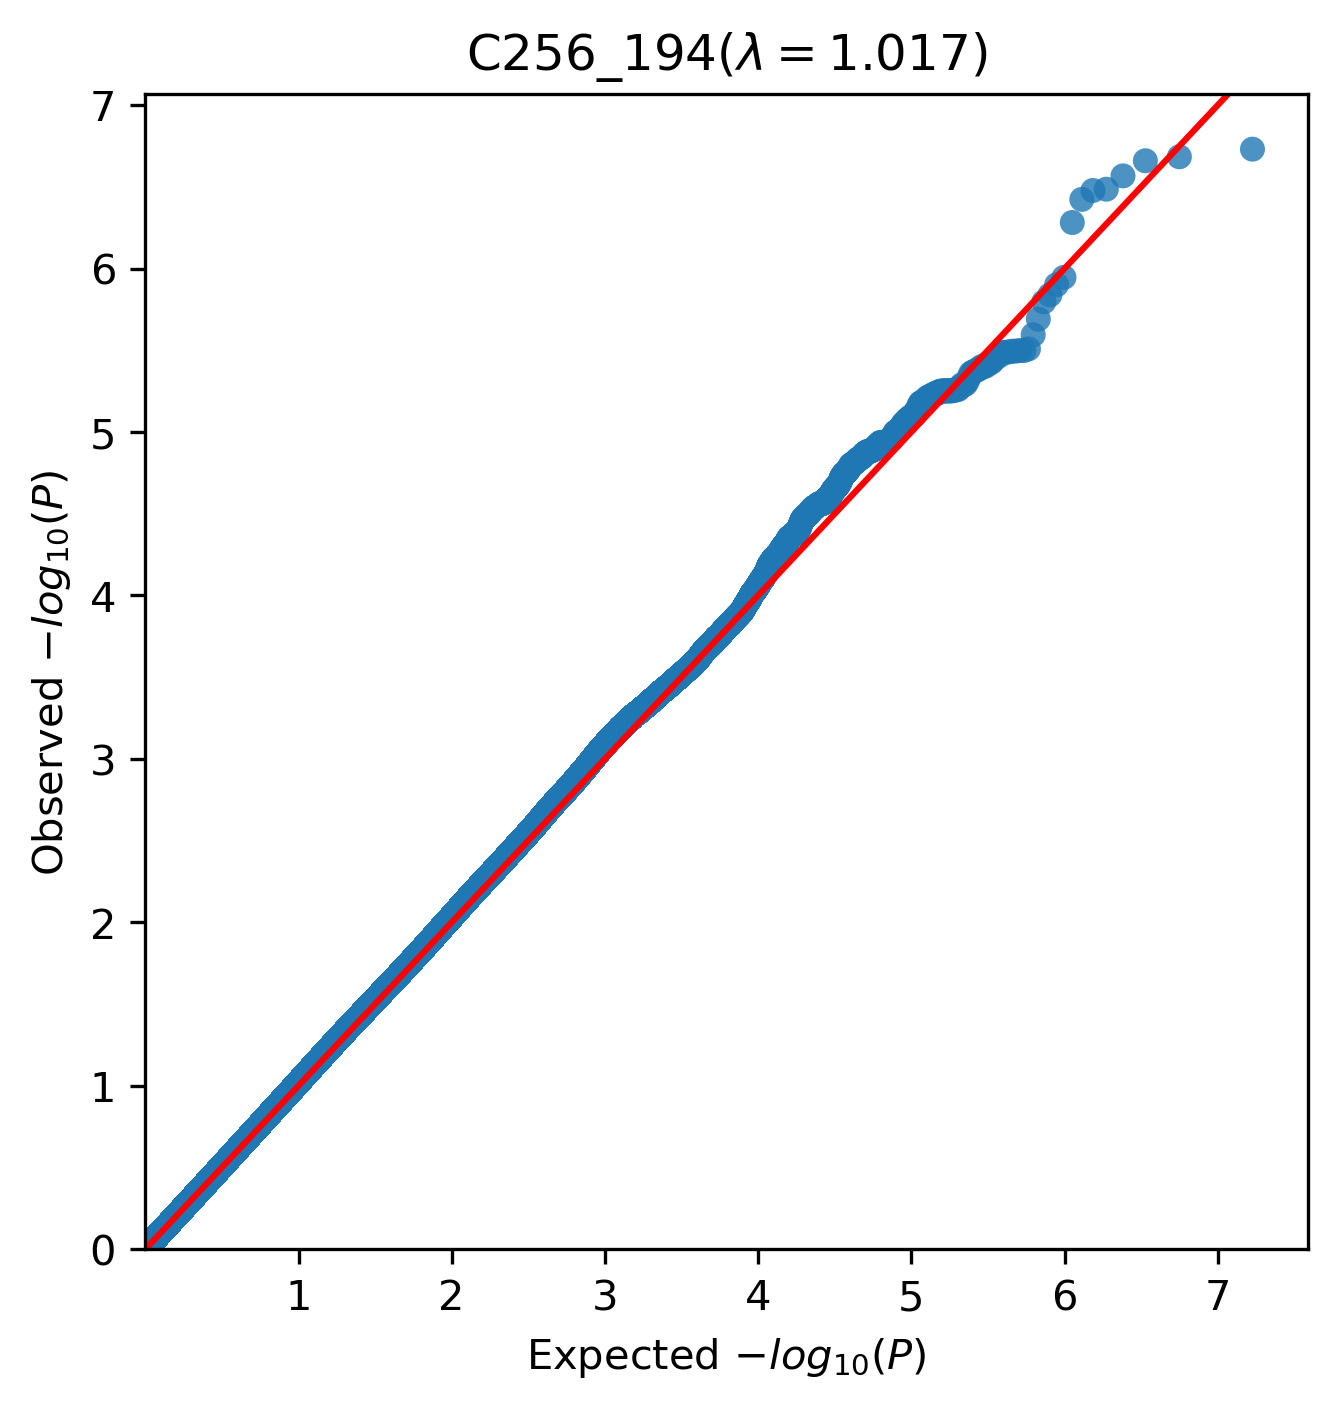 C256_194(λ = 1.017)
7
6
5
4
3
2
1
0
Observed −log₁₀(P)
1 2 3 4 5 6 7
Expected −log₁₀(P)